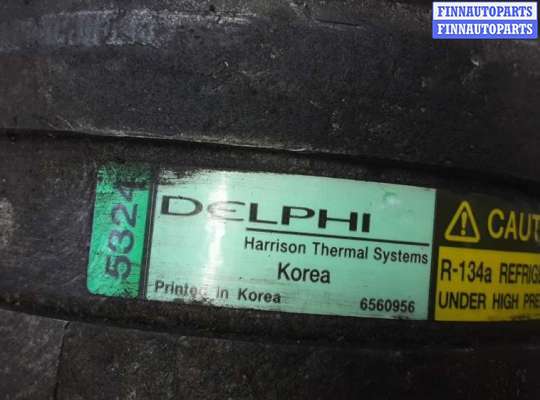 FINNAUTOPARTS
FINNAUTOPARTS
5324
DELPHI
Harrison Thermal Systems
Korea
Printed in Korea
6560956
CAUT
R-134a REFRIG
UNDER HIGH PRE